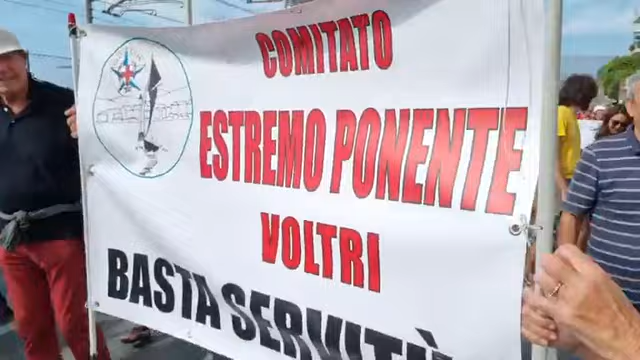 COMITATO
ESTREMO PONENTE
VOLTRI
BASTA SERVITÙ